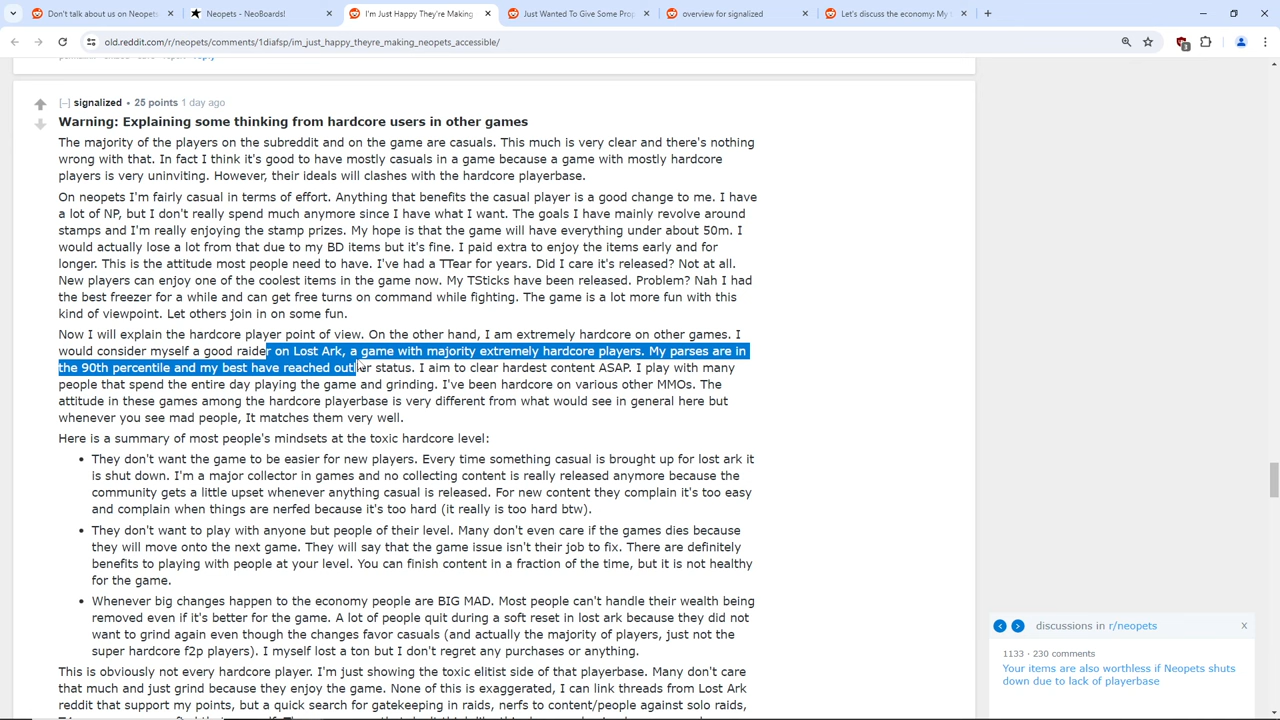 Don't talk about us on Neopets
Neopets - NeoBoards!
I'm Just Happy They're Making
Just Wanted To Give Some Prop
overview for signalized
Let's discuss the economy: My
old.reddit.com/r/neopets/comments/1diafsp/im_just_happy_theyre_making_neopets_accessible/
[–] signalized • 25 points 1 day ago
Warning: Explaining some thinking from hardcore users in other games
The majority of the players on the subreddit and on the game are casuals. This much is very clear and there's nothing
wrong with that. In fact I think it's good to have mostly casuals in a game because a game with mostly hardcore
players is very uninviting. However, their ideals will clashes with the hardcore playerbase.
On neopets I'm fairly casual in terms of effort. Anything that benefits the casual player is a good change to me. I have
a lot of NP, but I don't really spend much anymore since I have what I want. The goals I have mainly revolve around
stamps and I'm really enjoying the stamp prizes. My hope is that the game will have everything under about 50m. I
would actually lose a lot from that due to my BD items but it's fine. I paid extra to enjoy the items early and for
longer. This is the attitude most people need to have. I've had a TTear for years. Did I care it's released? Not at all.
New players can enjoy one of the coolest items in the game now. My TSticks have been released. Problem? Nah I had
the best freezer for a while and can get free turns on command while fighting. The game is a lot more fun with this
kind of viewpoint. Let others join in on some fun.
Now I will explain the hardcore player point of view. On the other hand, I am extremely hardcore on other games. I
would consider myself a good raider on Lost Ark, a game with majority extremely hardcore players. My parses are in
the 90th percentile and my best have reached outlier status. I aim to clear hardest content ASAP. I play with many
people that spend the entire day playing the game and grinding. I've been hardcore on various other MMOs. The
attitude in these games among the hardcore playerbase is very different from what would see in general here but
whenever you see mad people, It matches them very well.
Here is a summary of most people's mindsets at the toxic hardcore level:
• They don't want the game to be easier for new players. Every time something casual is brought up for lost ark it
is shut down. I'm a major collector in games and no collecting content is really released anymore because the
community gets a little upset whenever anything casual is released. For new content they complain it's too easy
and complain when things are nerfed because it's too hard (it really is too hard btw).
• They don't want to play with anyone but people of their level. Many don't even care if the games dies because
they will move onto the next game. They will say that the game issue isn't their job to fix. There are definitely
benefits to playing with people at your level. You can finish content in a fraction of the time, but it is not healthy
for the game.
• Whenever big changes happen to the economy people are BIG MAD. Most people can't handle their wealth being
removed even if it's better for the game. A lot of people quit during a soft reset in lost ark because they did not
want to grind again even though the changes favor casuals (and actually the majority of players, just not the
super hardcore f2p players). I myself lost a ton but I don't regret any purchases or anything.
This is obviously not every hardcore player. I'm just showing the toxic elitist side of that playerbase. Many don't care
that much and just grind because they enjoy the game. None of this is exaggerated, I can link threads from Lost Ark
reddit that support my points, but a quick search for gatekeeping in raids, nerfs to content/people against solo raids,
discussions in r/neopets
X
1133 · 230 comments
Your items are also worthless if Neopets shuts
down due to lack of playerbase